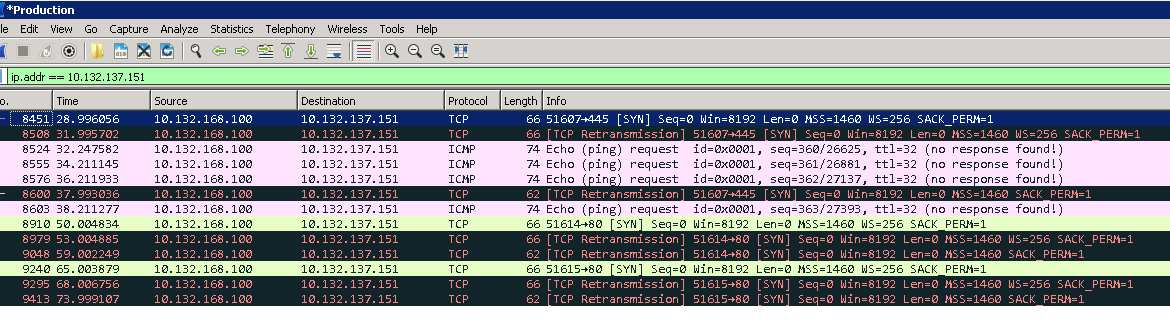 *Production
le Edit View Go Capture Analyze Statistics Telephony Wireless Tools Help
ip.addr == 10.132.137.151
o. Time Source Destination Protocol Length Info
8451 28.996056 10.132.168.100 10.132.137.151 TCP 66 51607→445 [SYN] Seq=0 Win=8192 Len=0 MSS=1460 WS=256 SACK_PERM=1
8508 31.995702 10.132.168.100 10.132.137.151 TCP 66 [TCP Retransmission] 51607→445 [SYN] Seq=0 Win=8192 Len=0 MSS=1460 WS=256 SACK_PERM=1
8524 32.247582 10.132.168.100 10.132.137.151 ICMP 74 Echo (ping) request id=0x0001, seq=360/26625, ttl=32 (no response found!)
8555 34.211145 10.132.168.100 10.132.137.151 ICMP 74 Echo (ping) request id=0x0001, seq=361/26881, ttl=32 (no response found!)
8576 36.211933 10.132.168.100 10.132.137.151 ICMP 74 Echo (ping) request id=0x0001, seq=362/27137, ttl=32 (no response found!)
8600 37.993036 10.132.168.100 10.132.137.151 TCP 62 [TCP Retransmission] 51607→445 [SYN] Seq=0 Win=8192 Len=0 MSS=1460 SACK_PERM=1
8603 38.211277 10.132.168.100 10.132.137.151 ICMP 74 Echo (ping) request id=0x0001, seq=363/27393, ttl=32 (no response found!)
8910 50.004834 10.132.168.100 10.132.137.151 TCP 66 51614→80 [SYN] Seq=0 Win=8192 Len=0 MSS=1460 WS=256 SACK_PERM=1
8979 53.004885 10.132.168.100 10.132.137.151 TCP 66 [TCP Retransmission] 51614→80 [SYN] Seq=0 Win=8192 Len=0 MSS=1460 WS=256 SACK_PERM=1
9048 59.002249 10.132.168.100 10.132.137.151 TCP 62 [TCP Retransmission] 51614→80 [SYN] Seq=0 Win=8192 Len=0 MSS=1460 SACK_PERM=1
9240 65.003879 10.132.168.100 10.132.137.151 TCP 66 51615→80 [SYN] Seq=0 Win=8192 Len=0 MSS=1460 WS=256 SACK_PERM=1
9295 68.006756 10.132.168.100 10.132.137.151 TCP 66 [TCP Retransmission] 51615→80 [SYN] Seq=0 Win=8192 Len=0 MSS=1460 WS=256 SACK_PERM=1
9413 73.999107 10.132.168.100 10.132.137.151 TCP 62 [TCP Retransmission] 51615→80 [SYN] Seq=0 Win=8192 Len=0 MSS=1460 SACK_PERM=1